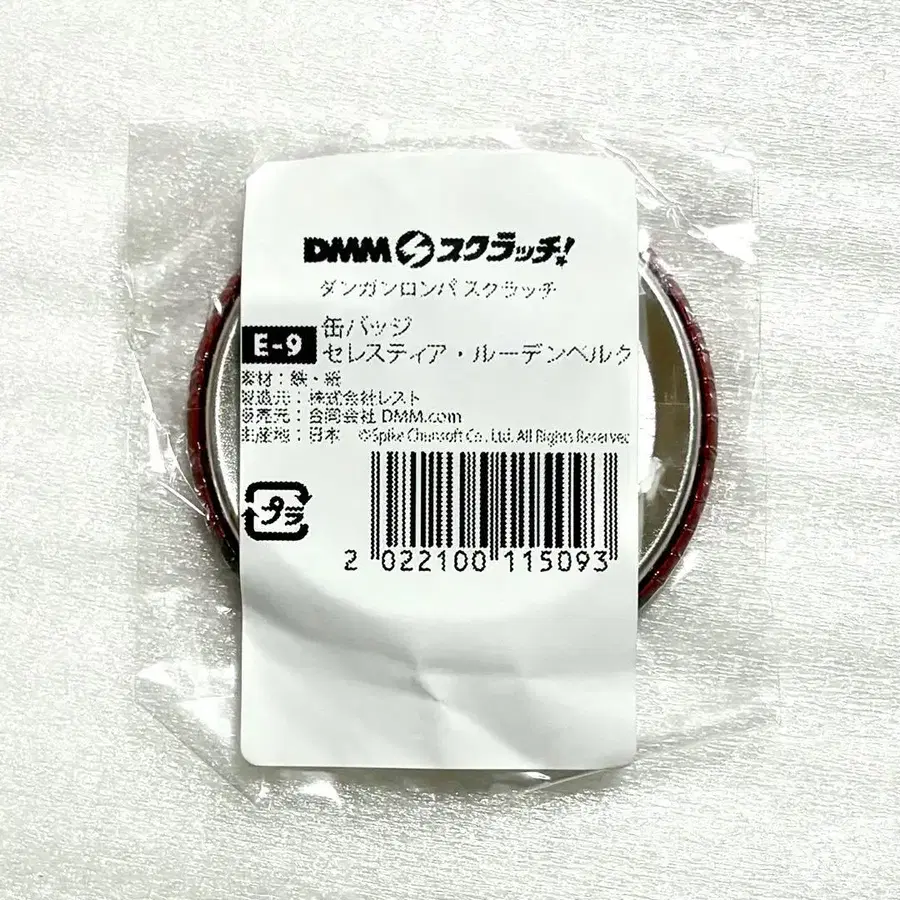 DMM スクラッチ!
ダンガンロンパ スクラッチ
E-9 缶バッジ
セレスティア・ルーデンベルク
素材：鉄・紙
製造元：株式会社レスト
販売元：合同会社 DMM.com
生産地：日本 ©Spike Chunsoft Co., Ltd. All Rights Reserved
プラ
2 022100 115093